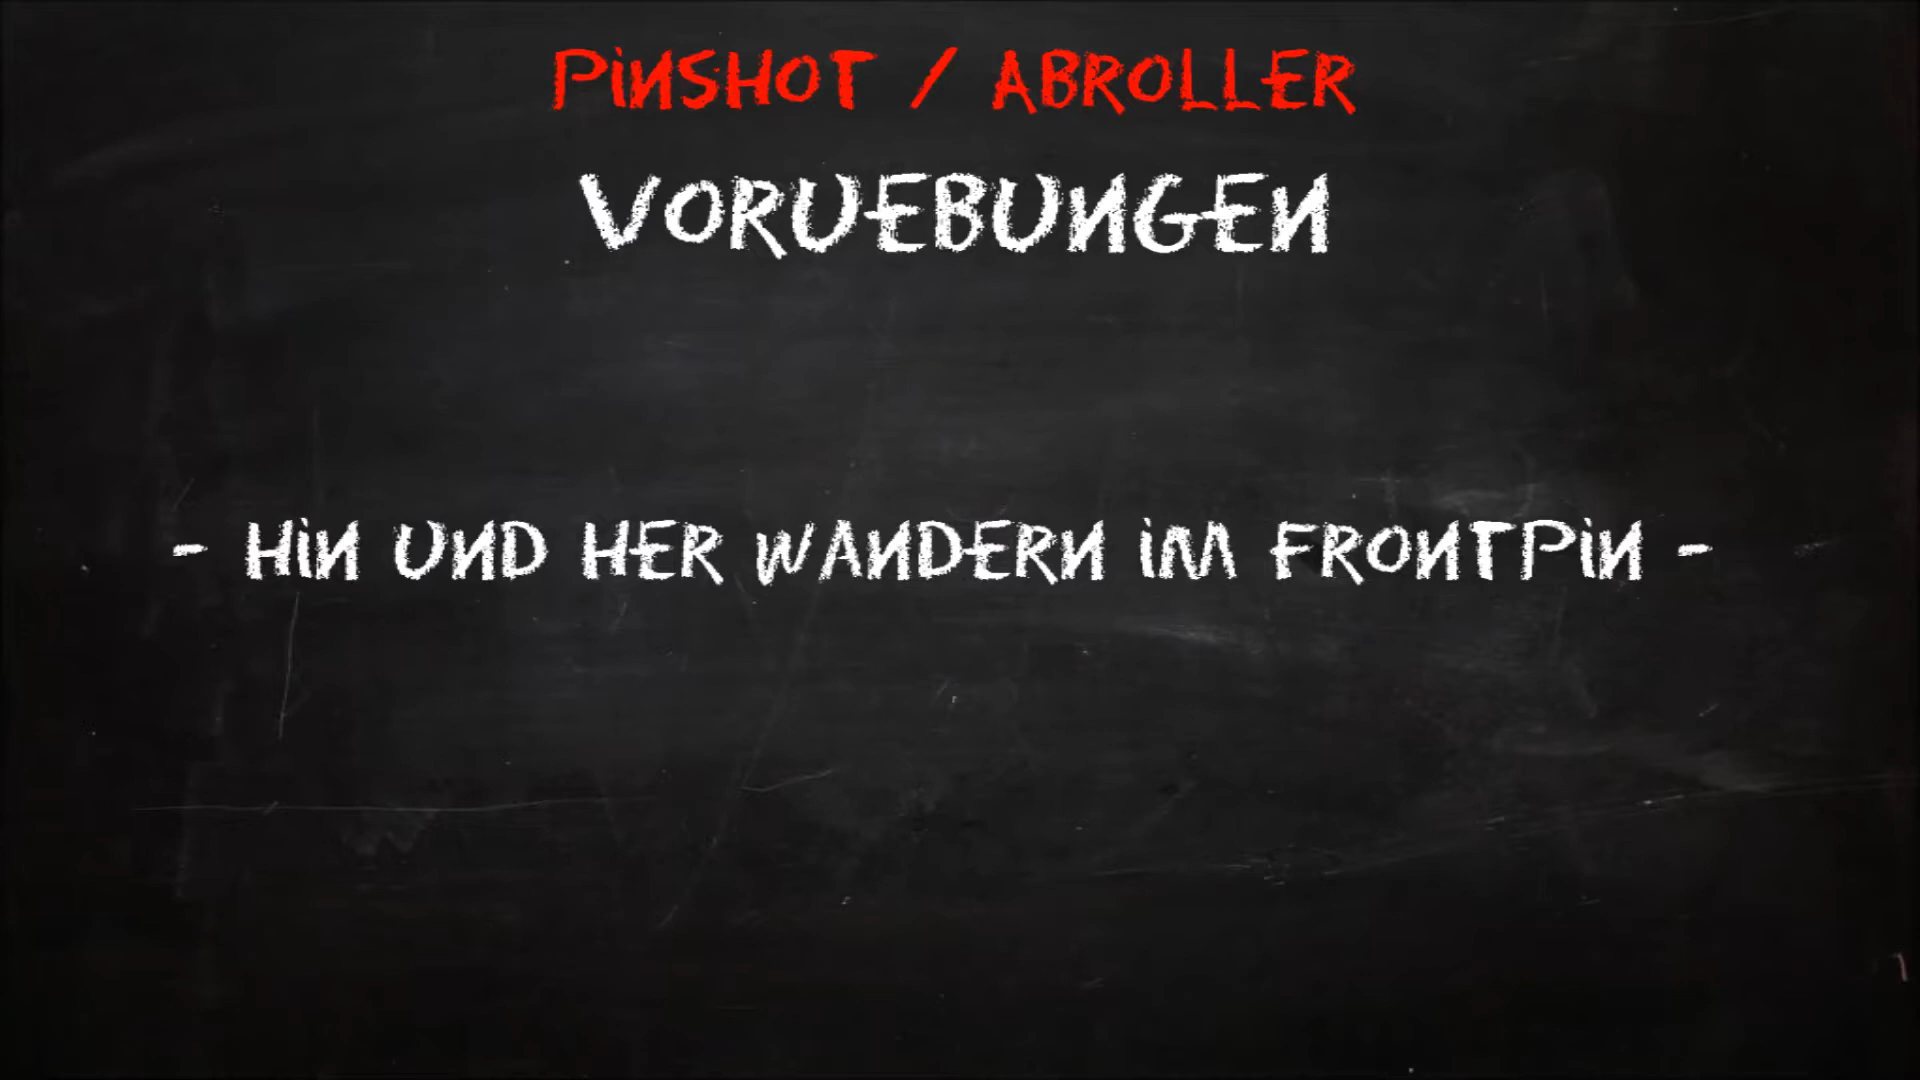 PINSHOT / ABROLLER
VORUEBUNGEN
- HIN UND HER WANDERN IM FRONTPIN -